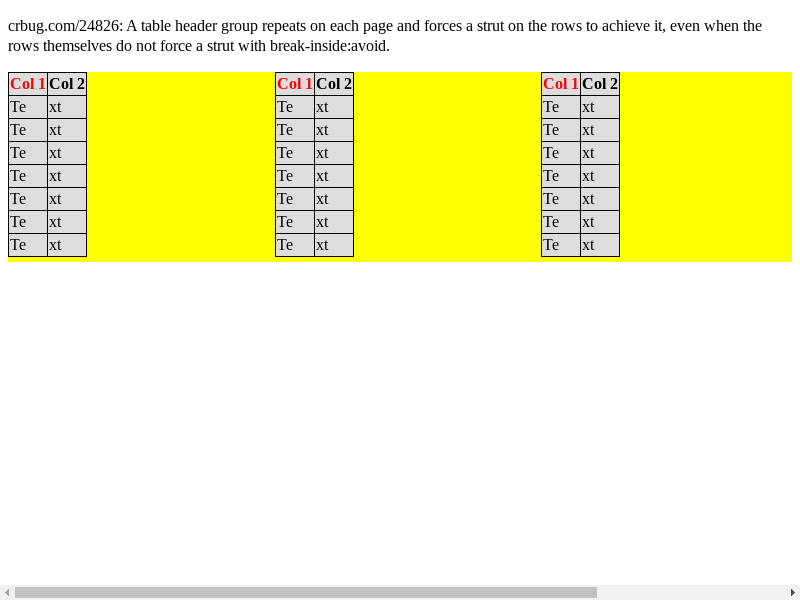 crbug.com/24826: A table header group repeats on each page and forces a strut on the rows to achieve it, even when the
rows themselves do not force a strut with break-inside:avoid.
Col 1 Col 2
Te xt
Te xt
Te xt
Te xt
Te xt
Te xt
Te xt
Col 1 Col 2
Te xt
Te xt
Te xt
Te xt
Te xt
Te xt
Te xt
Col 1 Col 2
Te xt
Te xt
Te xt
Te xt
Te xt
Te xt
Te xt